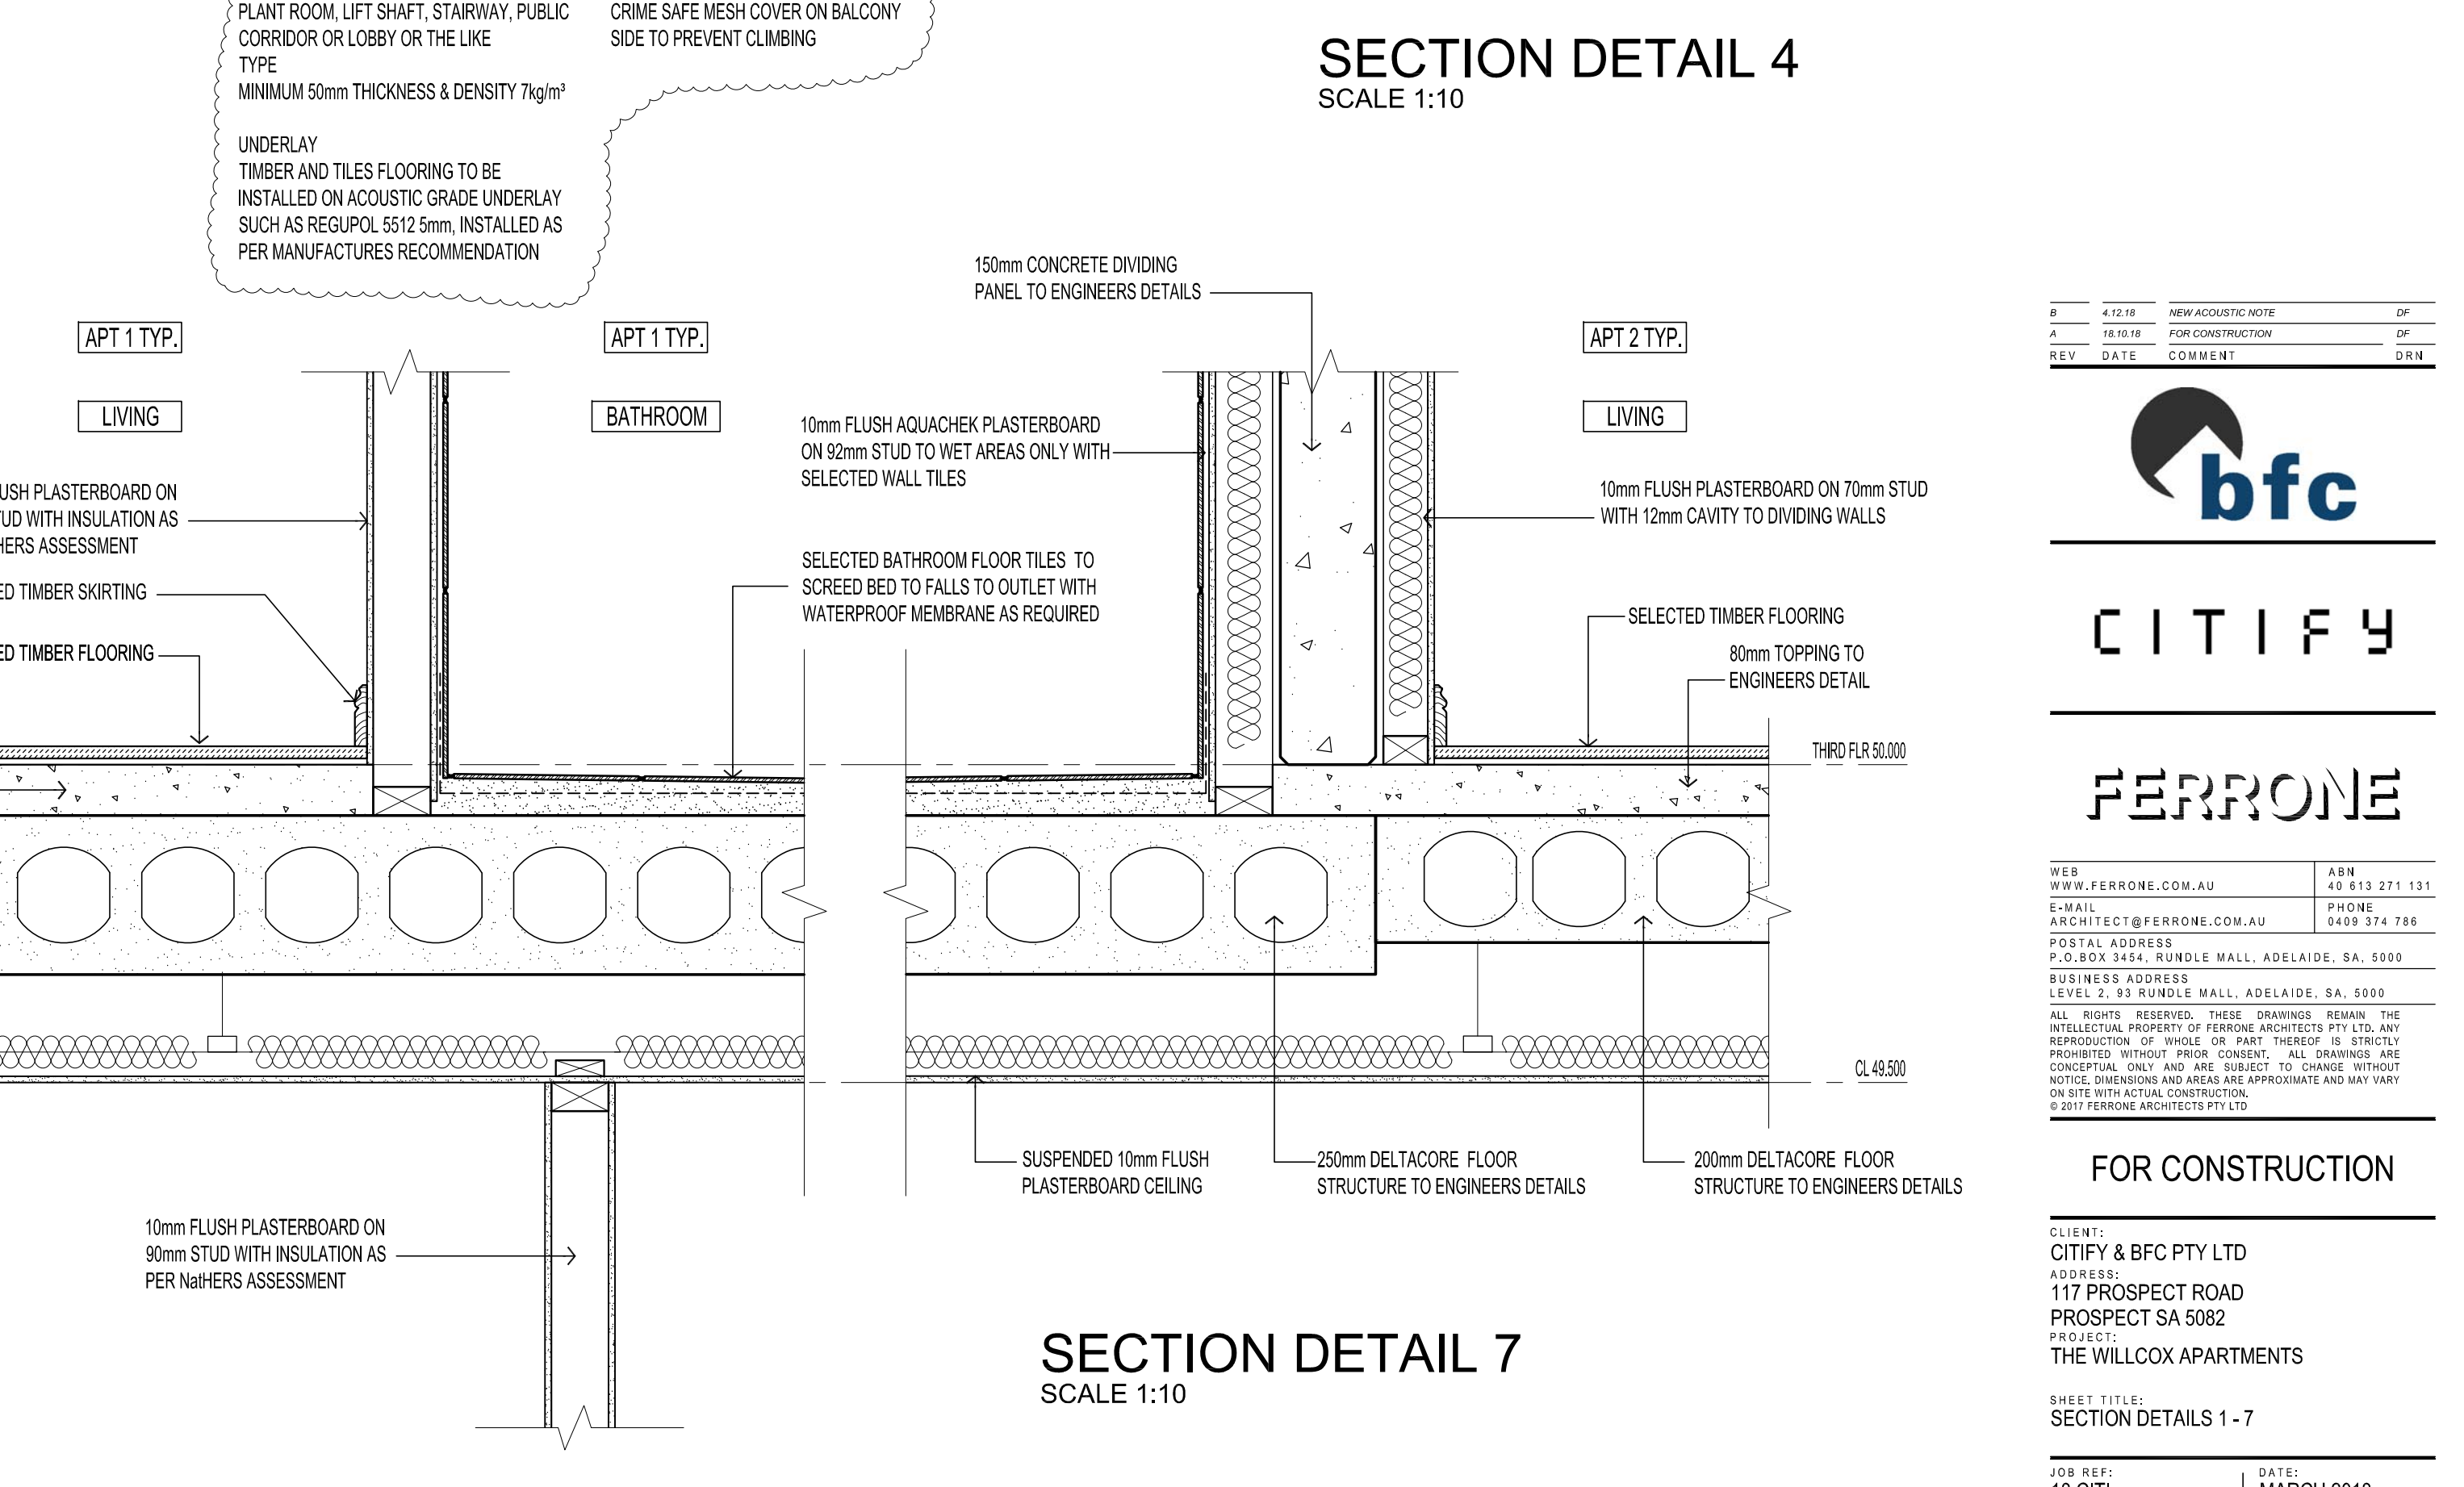 PLANT ROOM, LIFT SHAFT, STAIRWAY, PUBLIC
CORRIDOR OR LOBBY OR THE LIKE
TYPE
MINIMUM 50mm THICKNESS & DENSITY 7kg/m³
UNDERLAY
TIMBER AND TILES FLOORING TO BE
INSTALLED ON ACOUSTIC GRADE UNDERLAY
SUCH AS REGUPOL 5512 5mm, INSTALLED AS
PER MANUFACTURES RECOMMENDATION
CRIME SAFE MESH COVER ON BALCONY
SIDE TO PREVENT CLIMBING
SECTION DETAIL 4
SCALE 1:10
150mm CONCRETE DIVIDING
PANEL TO ENGINEERS DETAILS
APT 1 TYP.
APT 1 TYP.
APT 2 TYP.
LIVING
BATHROOM
LIVING
10mm FLUSH AQUACHEK PLASTERBOARD
ON 92mm STUD TO WET AREAS ONLY WITH
SELECTED WALL TILES
USH PLASTERBOARD ON
TUD WITH INSULATION AS
HERS ASSESSMENT
10mm FLUSH PLASTERBOARD ON 70mm STUD
WITH 12mm CAVITY TO DIVIDING WALLS
SELECTED BATHROOM FLOOR TILES TO
SCREED BED TO FALLS TO OUTLET WITH
WATERPROOF MEMBRANE AS REQUIRED
ED TIMBER SKIRTING
ED TIMBER FLOORING
SELECTED TIMBER FLOORING
80mm TOPPING TO
ENGINEERS DETAIL
THIRD FLR 50.000
CL 49.500
SUSPENDED 10mm FLUSH
PLASTERBOARD CEILING
250mm DELTACORE FLOOR
STRUCTURE TO ENGINEERS DETAILS
200mm DELTACORE FLOOR
STRUCTURE TO ENGINEERS DETAILS
10mm FLUSH PLASTERBOARD ON
90mm STUD WITH INSULATION AS
PER NatHERS ASSESSMENT
SECTION DETAIL 7
SCALE 1:10
B 4.12.18 NEW ACOUSTIC NOTE DF
A 18.10.18 FOR CONSTRUCTION DF
REV DATE COMMENT DRN
bfc
CITIFY
FERRONE
WEB
WWW.FERRONE.COM.AU
ABN
40 613 271 131
E-MAIL
ARCHITECT@FERRONE.COM.AU
PHONE
0409 374 786
POSTAL ADDRESS
P.O.BOX 3454, RUNDLE MALL, ADELAIDE, SA, 5000
BUSINESS ADDRESS
LEVEL 2, 93 RUNDLE MALL, ADELAIDE, SA, 5000
ALL RIGHTS RESERVED. THESE DRAWINGS REMAIN THE
INTELLECTUAL PROPERTY OF FERRONE ARCHITECTS PTY LTD. ANY
REPRODUCTION OF WHOLE OR PART THEREOF IS STRICTLY
PROHIBITED WITHOUT PRIOR CONSENT. ALL DRAWINGS ARE
CONCEPTUAL ONLY AND ARE SUBJECT TO CHANGE WITHOUT
NOTICE. DIMENSIONS AND AREAS ARE APPROXIMATE AND MAY VARY
ON SITE WITH ACTUAL CONSTRUCTION.
© 2017 FERRONE ARCHITECTS PTY LTD
FOR CONSTRUCTION
CLIENT:
CITIFY & BFC PTY LTD
ADDRESS:
117 PROSPECT ROAD
PROSPECT SA 5082
PROJECT:
THE WILLCOX APARTMENTS
SHEET TITLE:
SECTION DETAILS 1 - 7
JOB REF:
DATE: